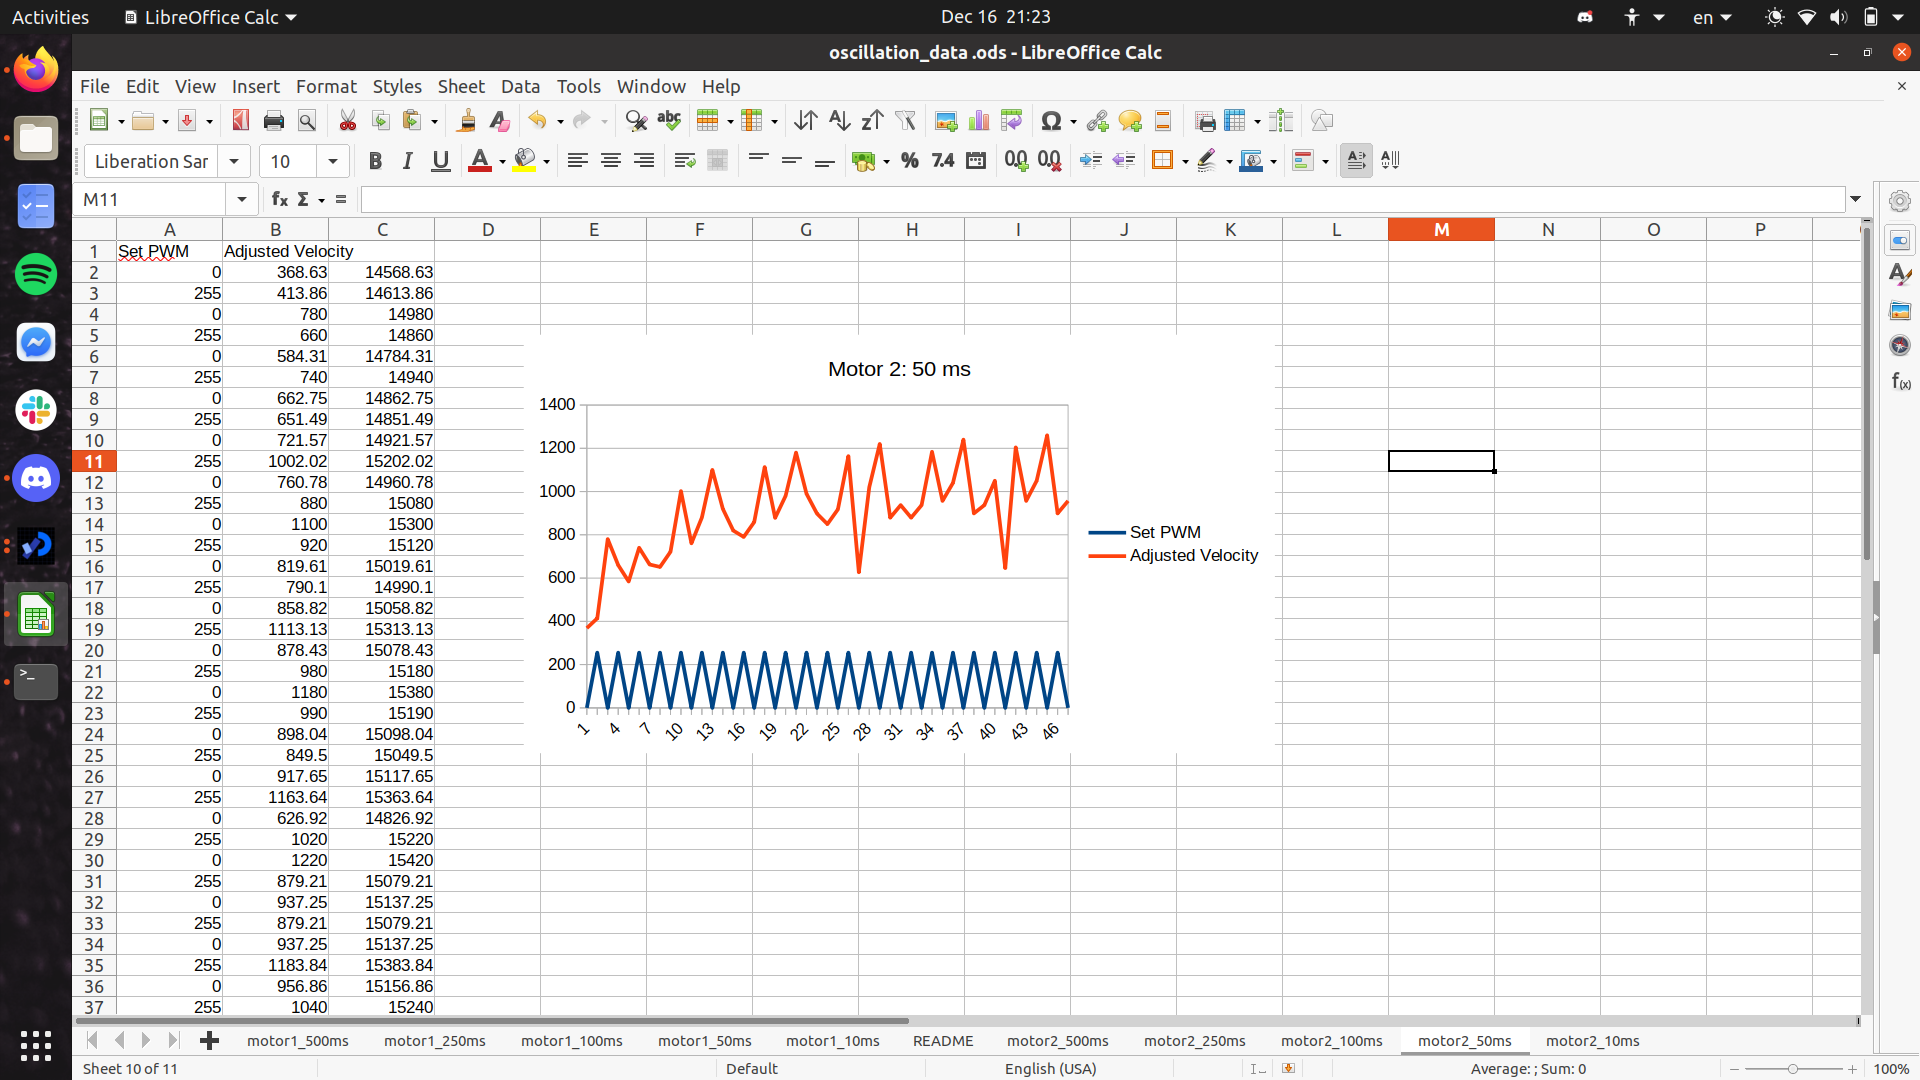 Activities LibreOffice Calc Dec 16 21:23 en
oscillation_data .ods - LibreOffice Calc
File Edit View Insert Format Styles Sheet Data Tools Window Help
Liberation Sar 10
M11
A B C D E F G H I J K L M N O P
1 Set PWM Adjusted Velocity
2 0 368.63 14568.63
3 255 413.86 14613.86
4 0 780 14980
5 255 660 14860
6 0 584.31 14784.31
7 255 740 14940
8 0 662.75 14862.75
9 255 651.49 14851.49
10 0 721.57 14921.57
11 255 1002.02 15202.02
12 0 760.78 14960.78
13 255 880 15080
14 0 1100 15300
15 255 920 15120
16 0 819.61 15019.61
17 255 790.1 14990.1
18 0 858.82 15058.82
19 255 1113.13 15313.13
20 0 878.43 15078.43
21 255 980 15180
22 0 1180 15380
23 255 990 15190
24 0 898.04 15098.04
25 255 849.5 15049.5
26 0 917.65 15117.65
27 255 1163.64 15363.64
28 0 626.92 14826.92
29 255 1020 15220
30 0 1220 15420
31 255 879.21 15079.21
32 0 937.25 15137.25
33 255 879.21 15079.21
34 0 937.25 15137.25
35 255 1183.84 15383.84
36 0 956.86 15156.86
37 255 1040 15240
Motor 2: 50 ms
1400
1200
1000
800
600
400
200
0
1 4 7 10 13 16 19 22 25 28 31 34 37 40 43 46
Set PWM
Adjusted Velocity
motor1_500ms motor1_250ms motor1_100ms motor1_50ms motor1_10ms README motor2_500ms motor2_250ms motor2_100ms motor2_50ms motor2_10ms
Sheet 10 of 11 Default English (USA) Average: ; Sum: 0 100%